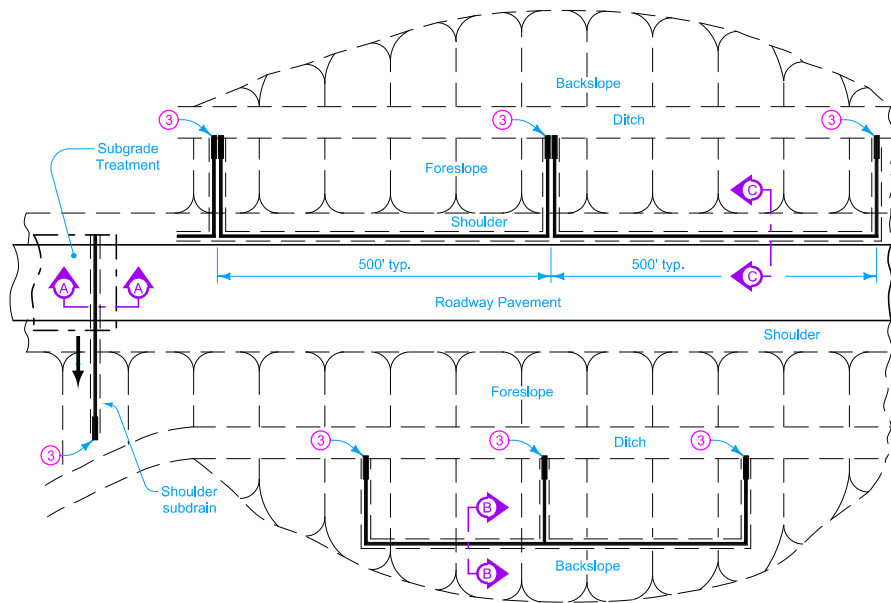 Backslope
3
3
3
Ditch
Subgrade
Treatment
Foreslope
C
Shoulder
500' typ.
500' typ.
C
A
A
Roadway Pavement
Shoulder
Foreslope
3
3
3
3
Ditch
Shoulder
subdrain
B
B
Backslope